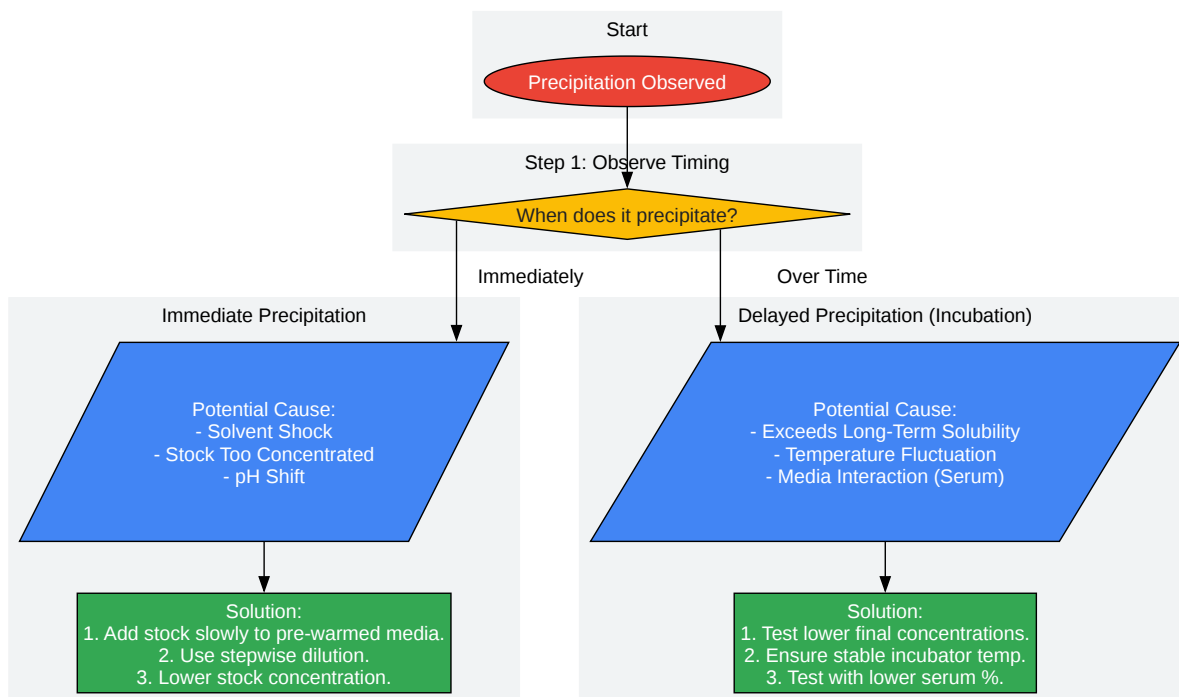 Start
Precipitation Observed
Step 1: Observe Timing
When does it precipitate?
Immediately
Over Time
Immediate Precipitation
Potential Cause:
- Solvent Shock
- Stock Too Concentrated
- pH Shift
Solution:
1. Add stock slowly to pre-warmed media.
2. Use stepwise dilution.
3. Lower stock concentration.
Delayed Precipitation (Incubation)
Potential Cause:
- Exceeds Long-Term Solubility
- Temperature Fluctuation
- Media Interaction (Serum)
Solution:
1. Test lower final concentrations.
2. Ensure stable incubator temp.
3. Test with lower serum %.